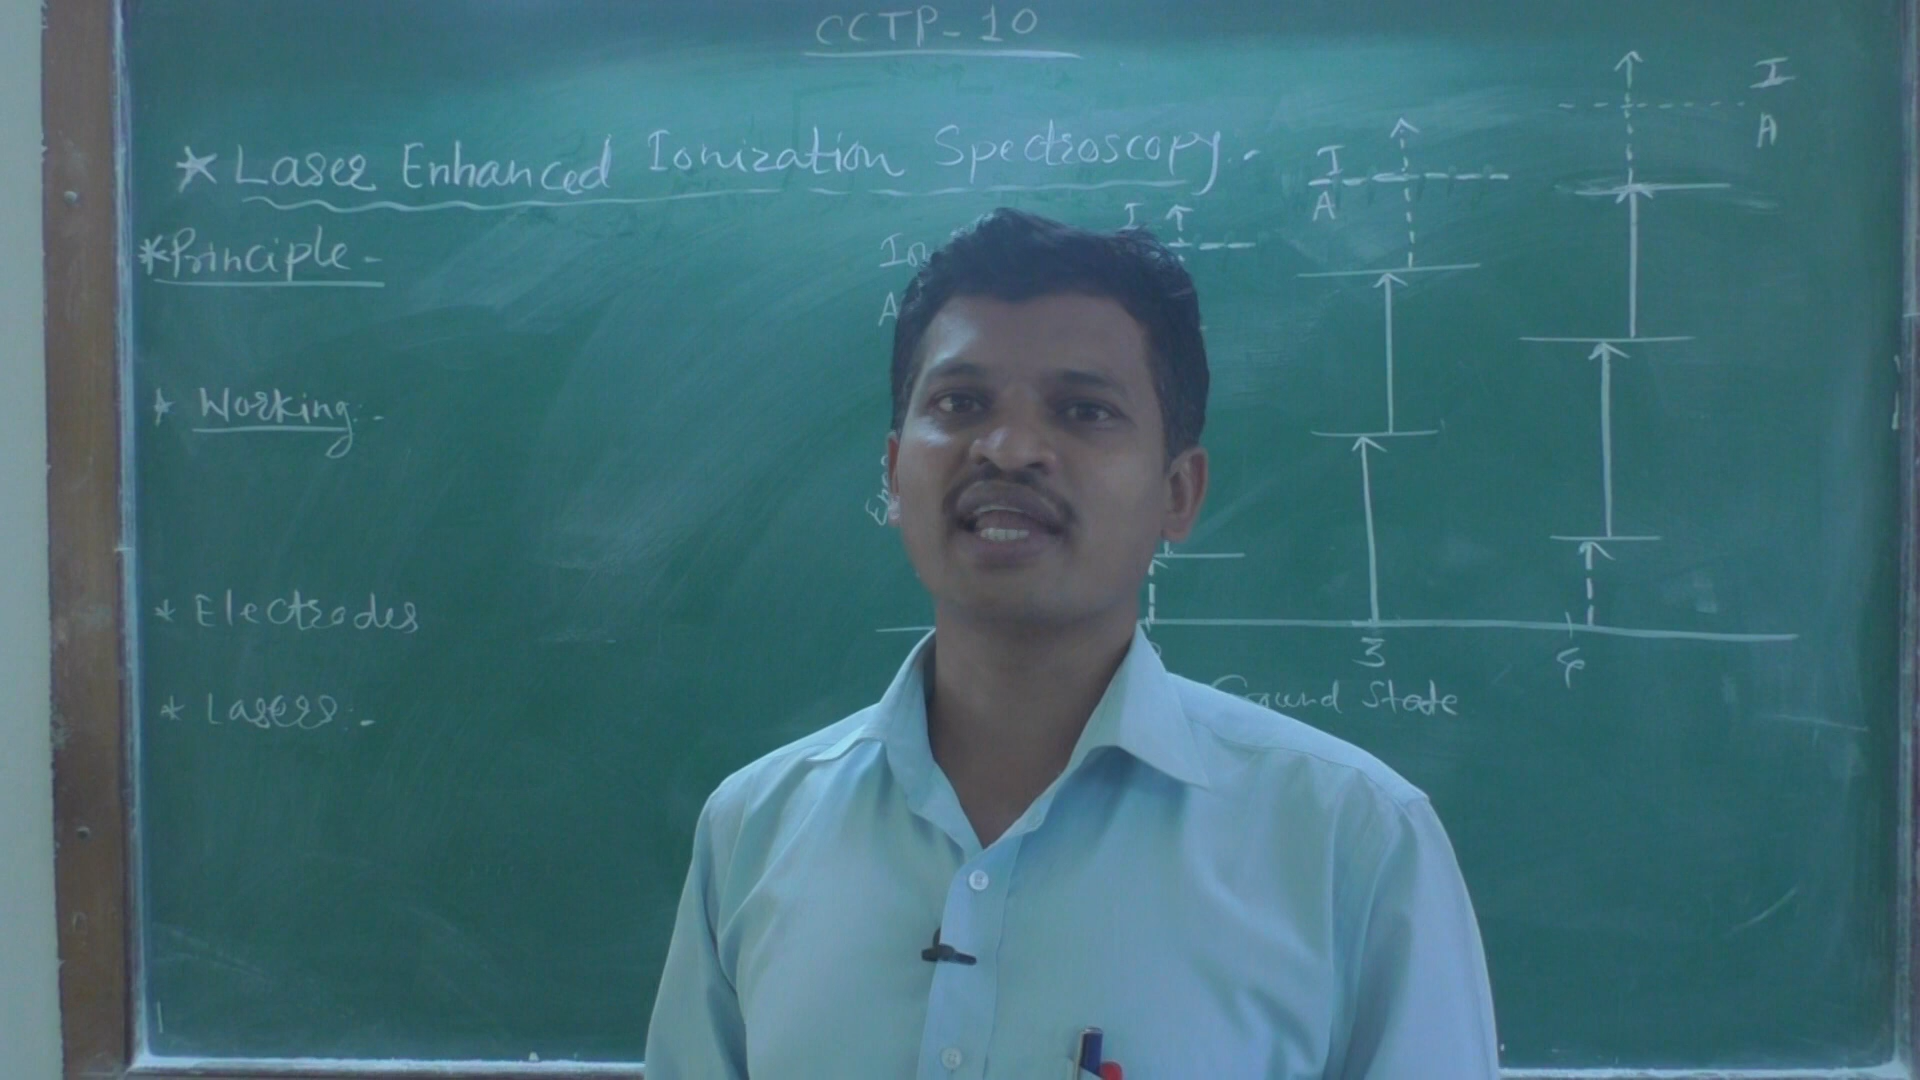 CCTP-10
* Laser Enhanced Ionization Spectroscopy:-
* Principle -
* Working:-
* Electrodes
* Lasers:-
I
A
I
A
I
A
3
4
Ground State